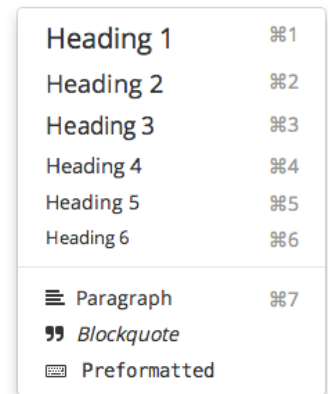 Heading 1 ⌘1
Heading 2 ⌘2
Heading 3 ⌘3
Heading 4 ⌘4
Heading 5 ⌘5
Heading 6 ⌘6
Paragraph ⌘7
Blockquote
Preformatted